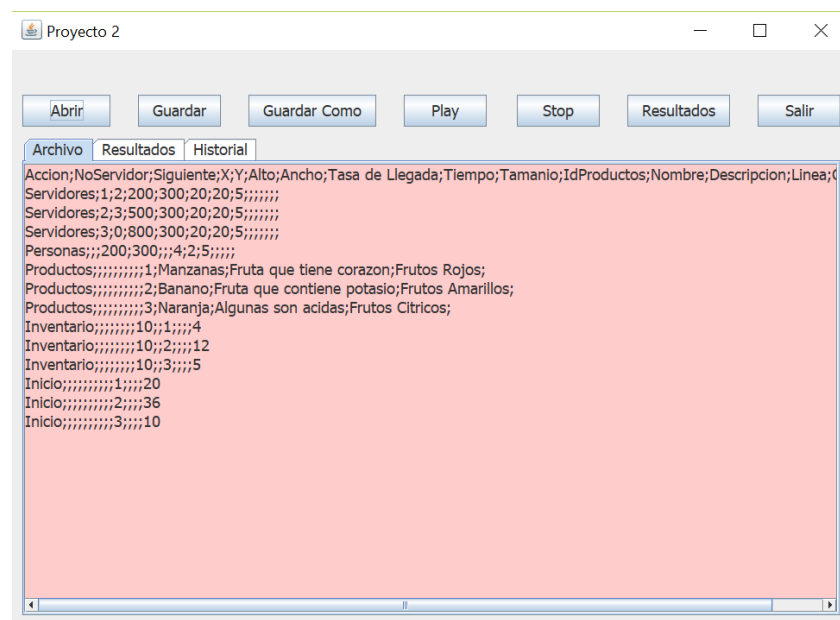 Proyecto 2
Abrir Guardar Guardar Como Play Stop Resultados Salir
Archivo Resultados Historial
Accion;NoServidor;Siguiente;X;Y;Alto;Ancho;Tasa de Llegada;Tiempo;Tamanio;IdProductos;Nombre;Descripcion;Linea;
Servidores;1;2;200;300;20;20;5;;;;;;;
Servidores;2;3;500;300;20;20;5;;;;;;;
Servidores;3;0;800;300;20;20;5;;;;;;;
Personas;;;200;300;;;4;2;5;;;;;
Productos;;;;;;;;;;1;Manzanas;Fruta que tiene corazon;Frutos Rojos;
Productos;;;;;;;;;;2;Banano;Fruta que contiene potasio;Frutos Amarillos;
Productos;;;;;;;;;;3;Naranja;Algunas son acidas;Frutos Citricos;
Inventario;;;;;;;;10;;1;;;;4
Inventario;;;;;;;;10;;2;;;;12
Inventario;;;;;;;;10;;3;;;;5
Inicio;;;;;;;;;;1;;;;20
Inicio;;;;;;;;;;2;;;;36
Inicio;;;;;;;;;;3;;;;10